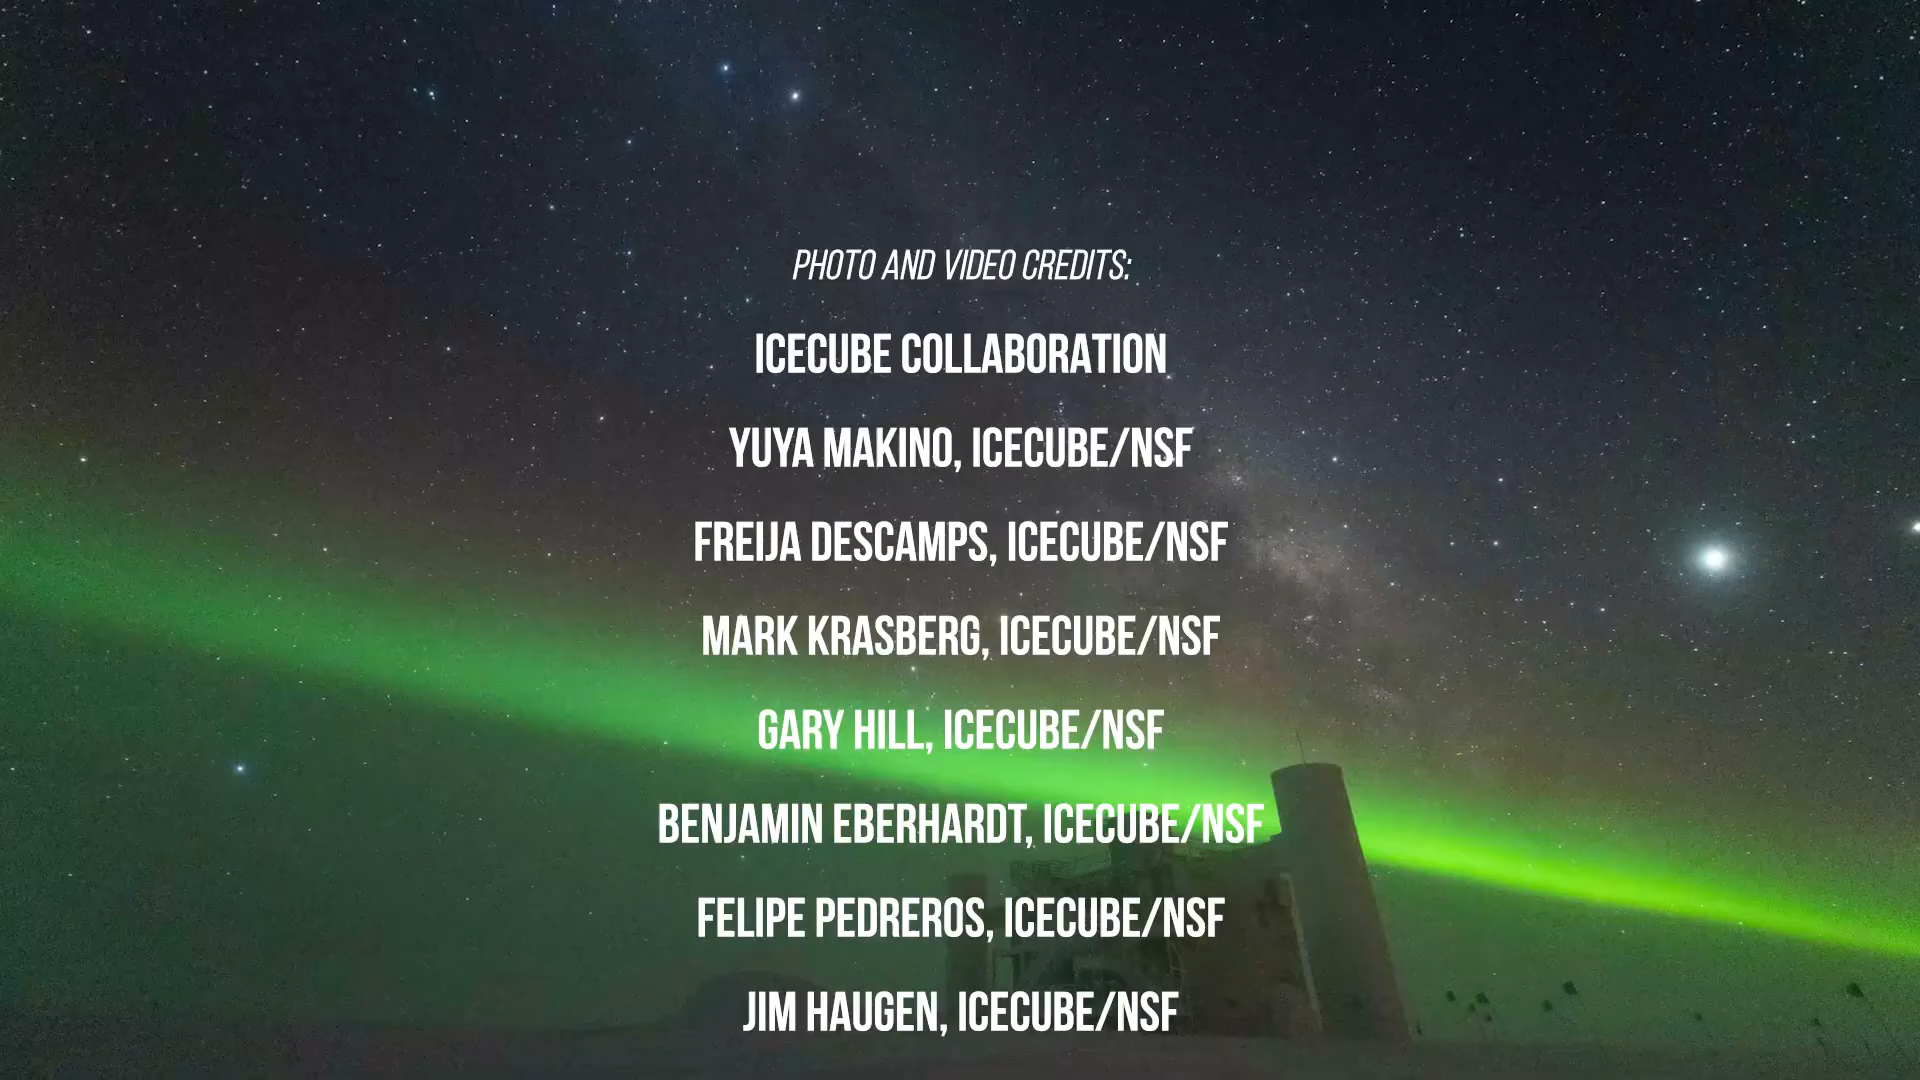 PHOTO AND VIDEO CREDITS:
ICECUBE COLLABORATION
YUYA MAKINO, ICECUBE/NSF
FREIJA DESCAMPS, ICECUBE/NSF
MARK KRASBERG, ICECUBE/NSF
GARY HILL, ICECUBE/NSF
BENJAMIN EBERHARDT, ICECUBE/NSF
FELIPE PEDREROS, ICECUBE/NSF
JIM HAUGEN, ICECUBE/NSF